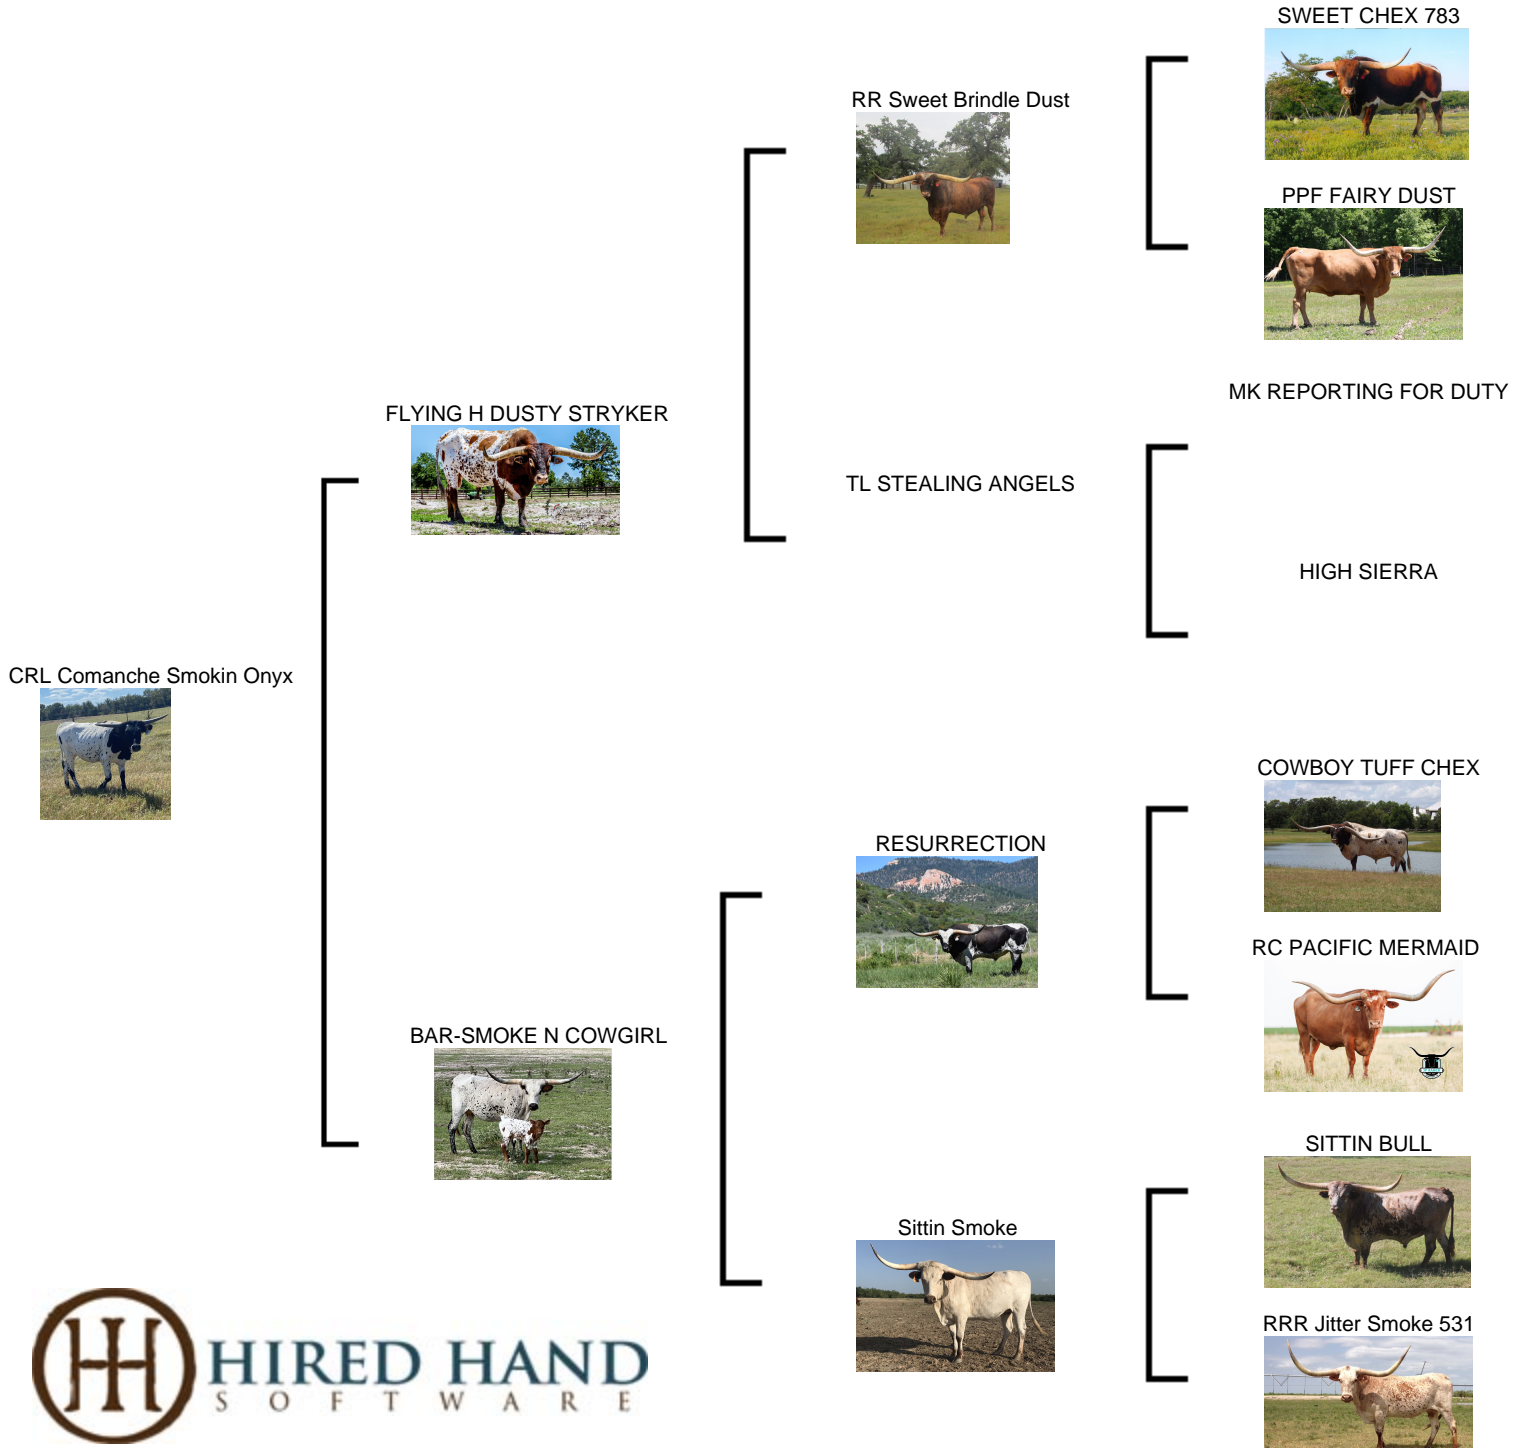 SWEET CHEX 783
RR Sweet Brindle Dust
PPF FAIRY DUST
MK REPORTING FOR DUTY
FLYING H DUSTY STRYKER
TL STEALING ANGELS
HIGH SIERRA
CRL Comanche Smokin Onyx
COWBOY TUFF CHEX
RESURRECTION
RC PACIFIC MERMAID
BAR-SMOKE N COWGIRL
SITTIN BULL
Sittin Smoke
RRR Jitter Smoke 531
HIRED HAND
SOFTWARE